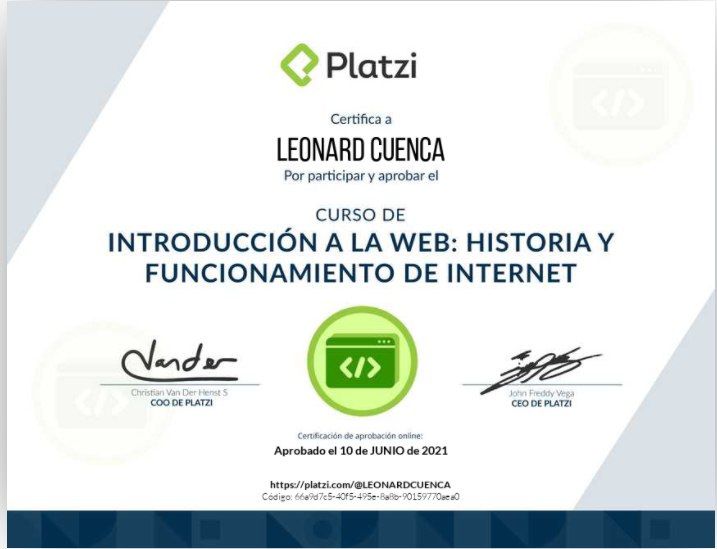 Platzi
Certifica a
LEONARD CUENCA
Por participar y aprobar el
CURSO DE
INTRODUCCIÓN A LA WEB: HISTORIA Y
FUNCIONAMIENTO DE INTERNET
</>
Vander
Christian Van Der Henst S
COO DE PLATZI
John Freddy Vega
CEO DE PLATZI
Certificación de aprobación online:
Aprobado el 10 de JUNIO de 2021
https://platzi.com/@LEONARDCUENCA
Código: 66a9d7c5-40f5-495e-8a8b-90159770aea0